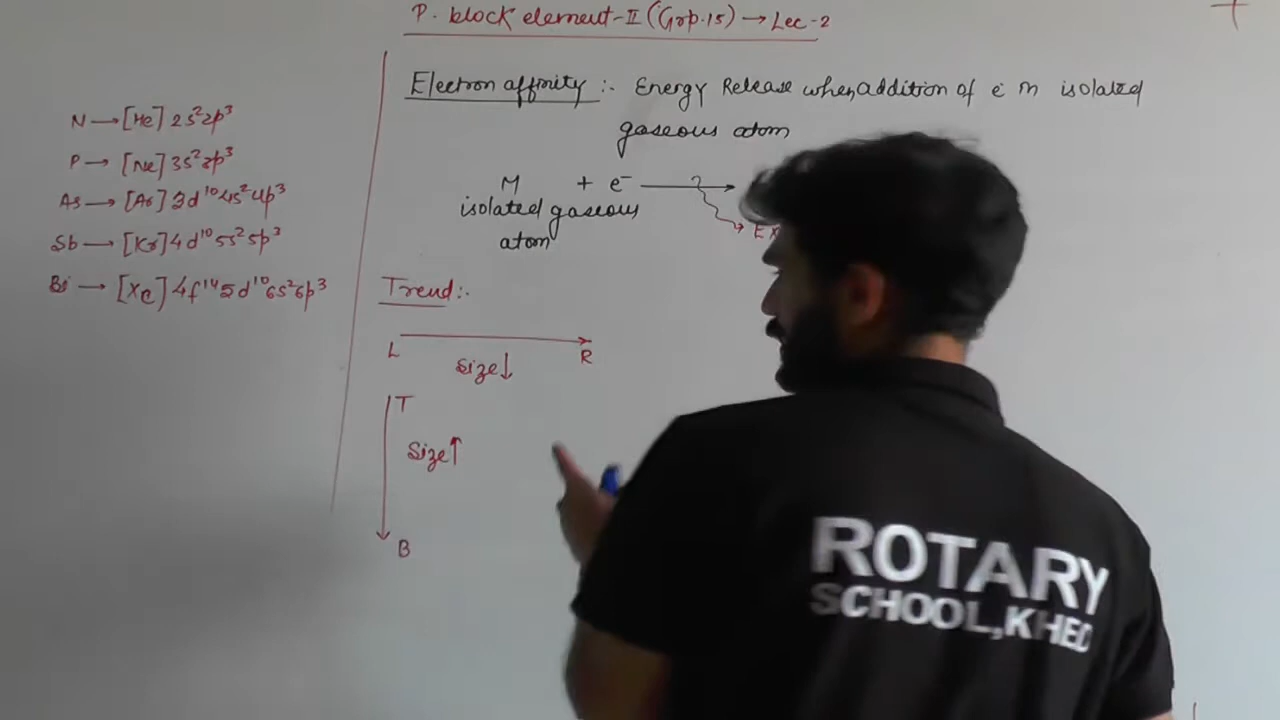 P. block element-II (Grp.15) → Lec-2
N → [He] 2s²2p³
P → [Ne] 3s²3p³
As → [Ar] 3d¹⁰4s²4p³
Sb → [Kr] 4d¹⁰5s²5p³
Bi → [Xe] 4f¹⁴5d¹⁰6s²6p³
Electron affinity :- Energy Release when addition of e⁻ in isolated
gaseous atom
M + e⁻ →
isolated gaseous
atom
Trend:-
L → R
Size↓
T
Size↑
B
ROTARY
SCHOOL, KHED